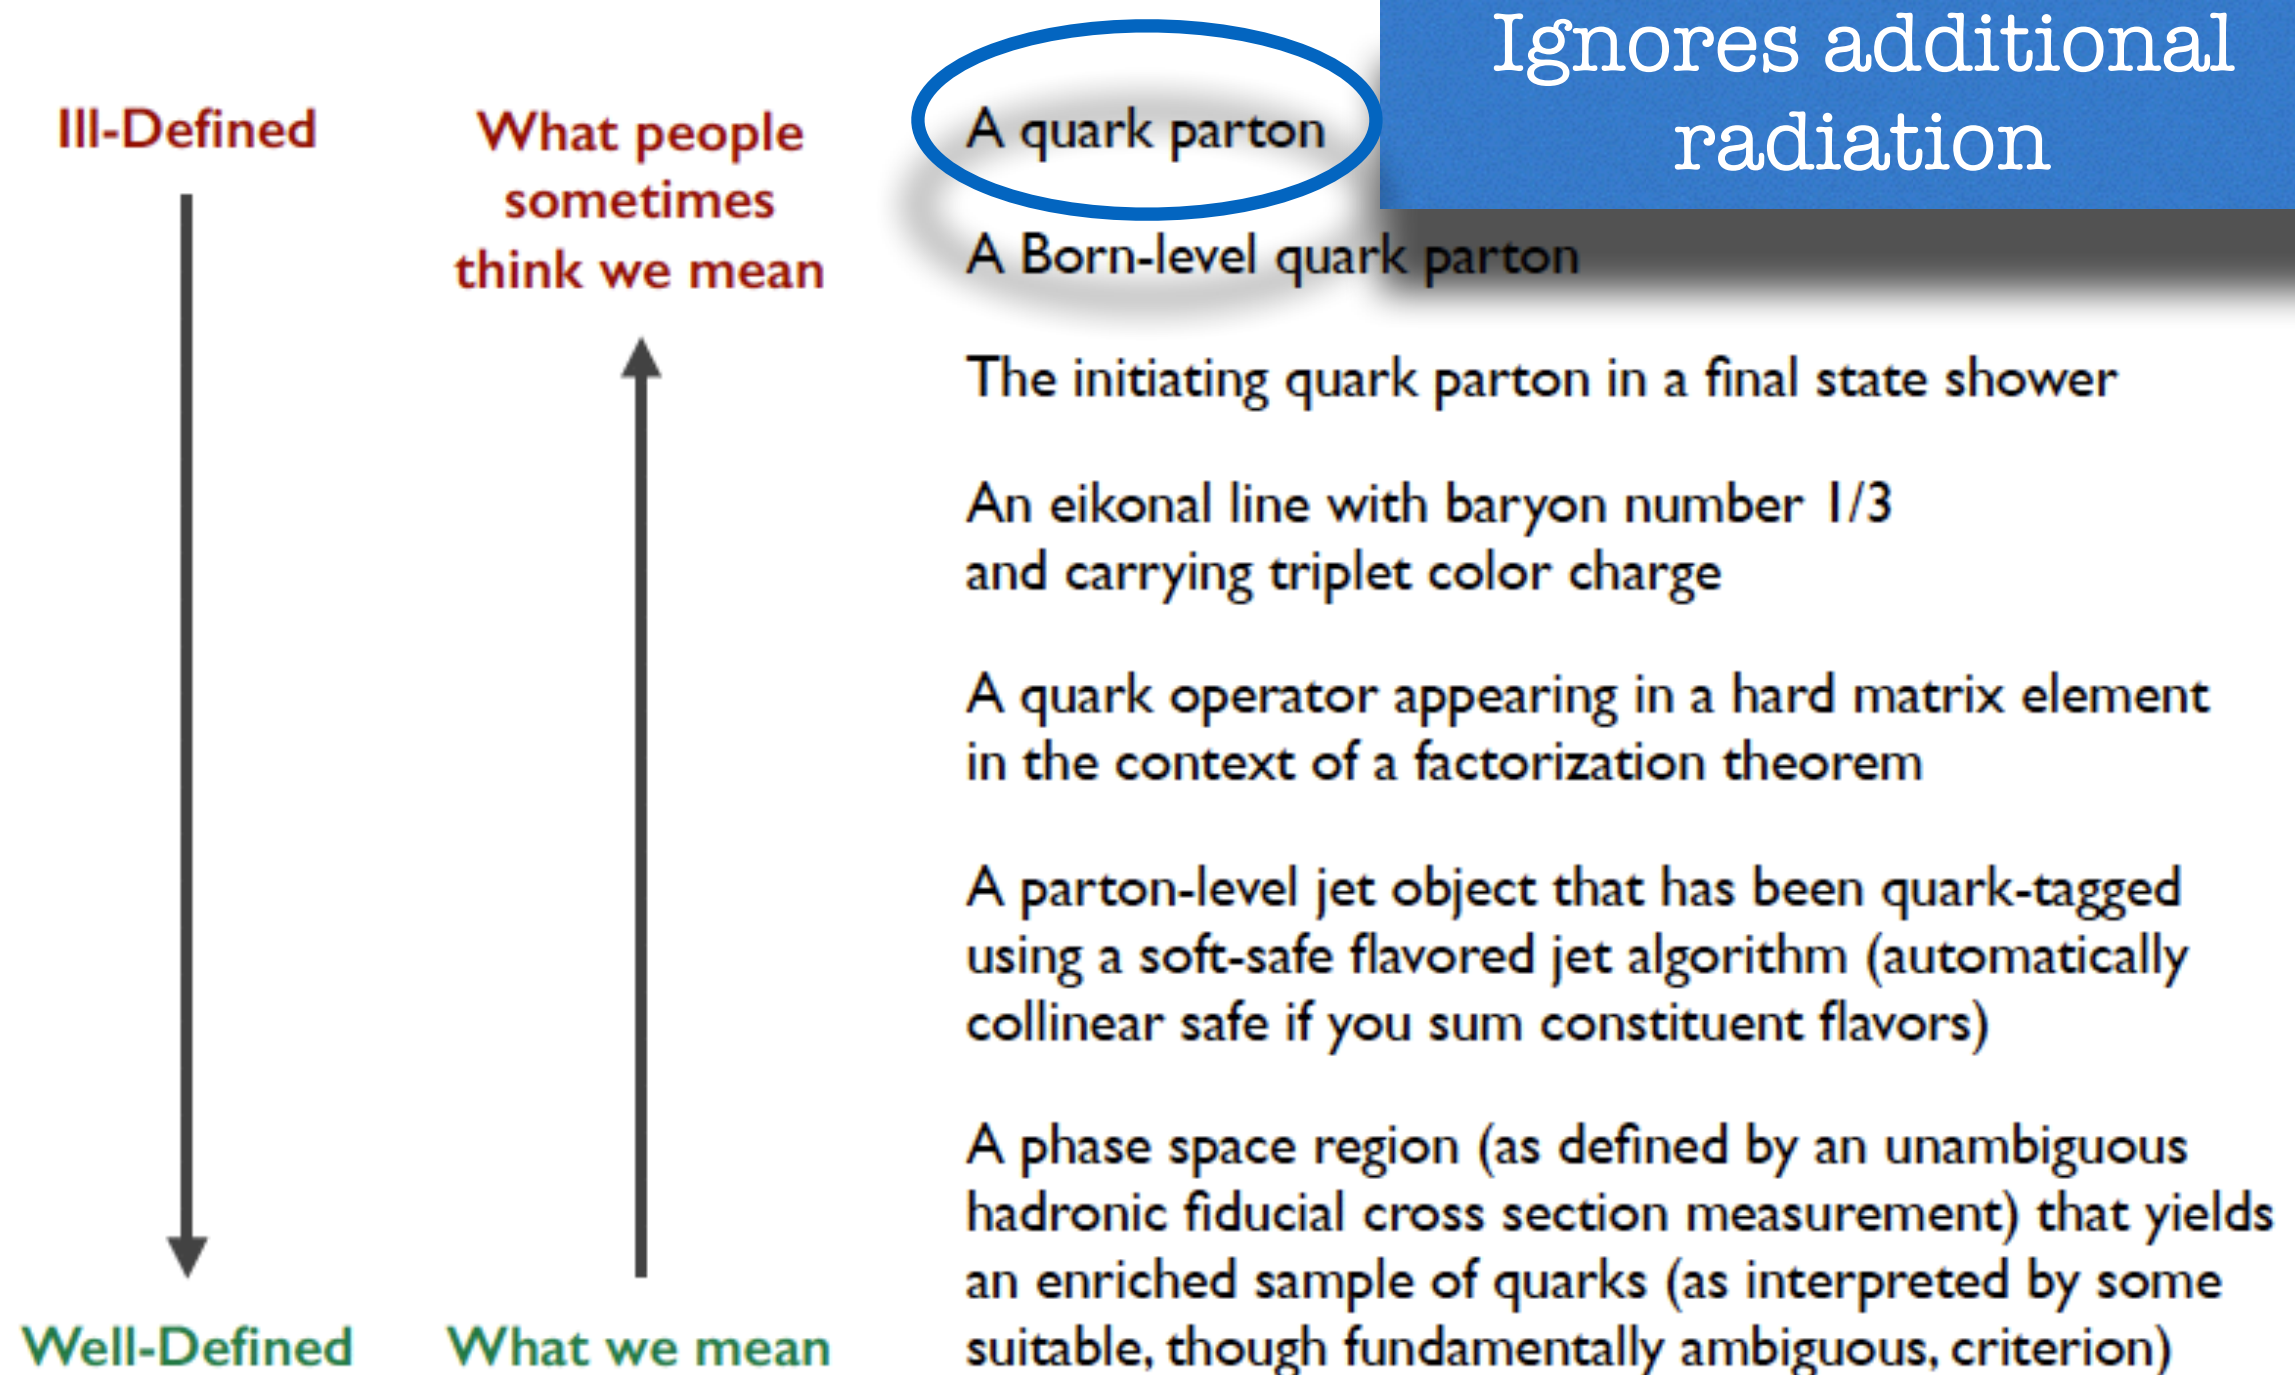 Ignores additional
radiation
Ill-Defined
What people
sometimes
think we mean
A quark parton
A Born-level quark parton
The initiating quark parton in a final state shower
An eikonal line with baryon number 1/3
and carrying triplet color charge
A quark operator appearing in a hard matrix element
in the context of a factorization theorem
A parton-level jet object that has been quark-tagged
using a soft-safe flavored jet algorithm (automatically
collinear safe if you sum constituent flavors)
A phase space region (as defined by an unambiguous
hadronic fiducial cross section measurement) that yields
an enriched sample of quarks (as interpreted by some
suitable, though fundamentally ambiguous, criterion)
Well-Defined
What we mean